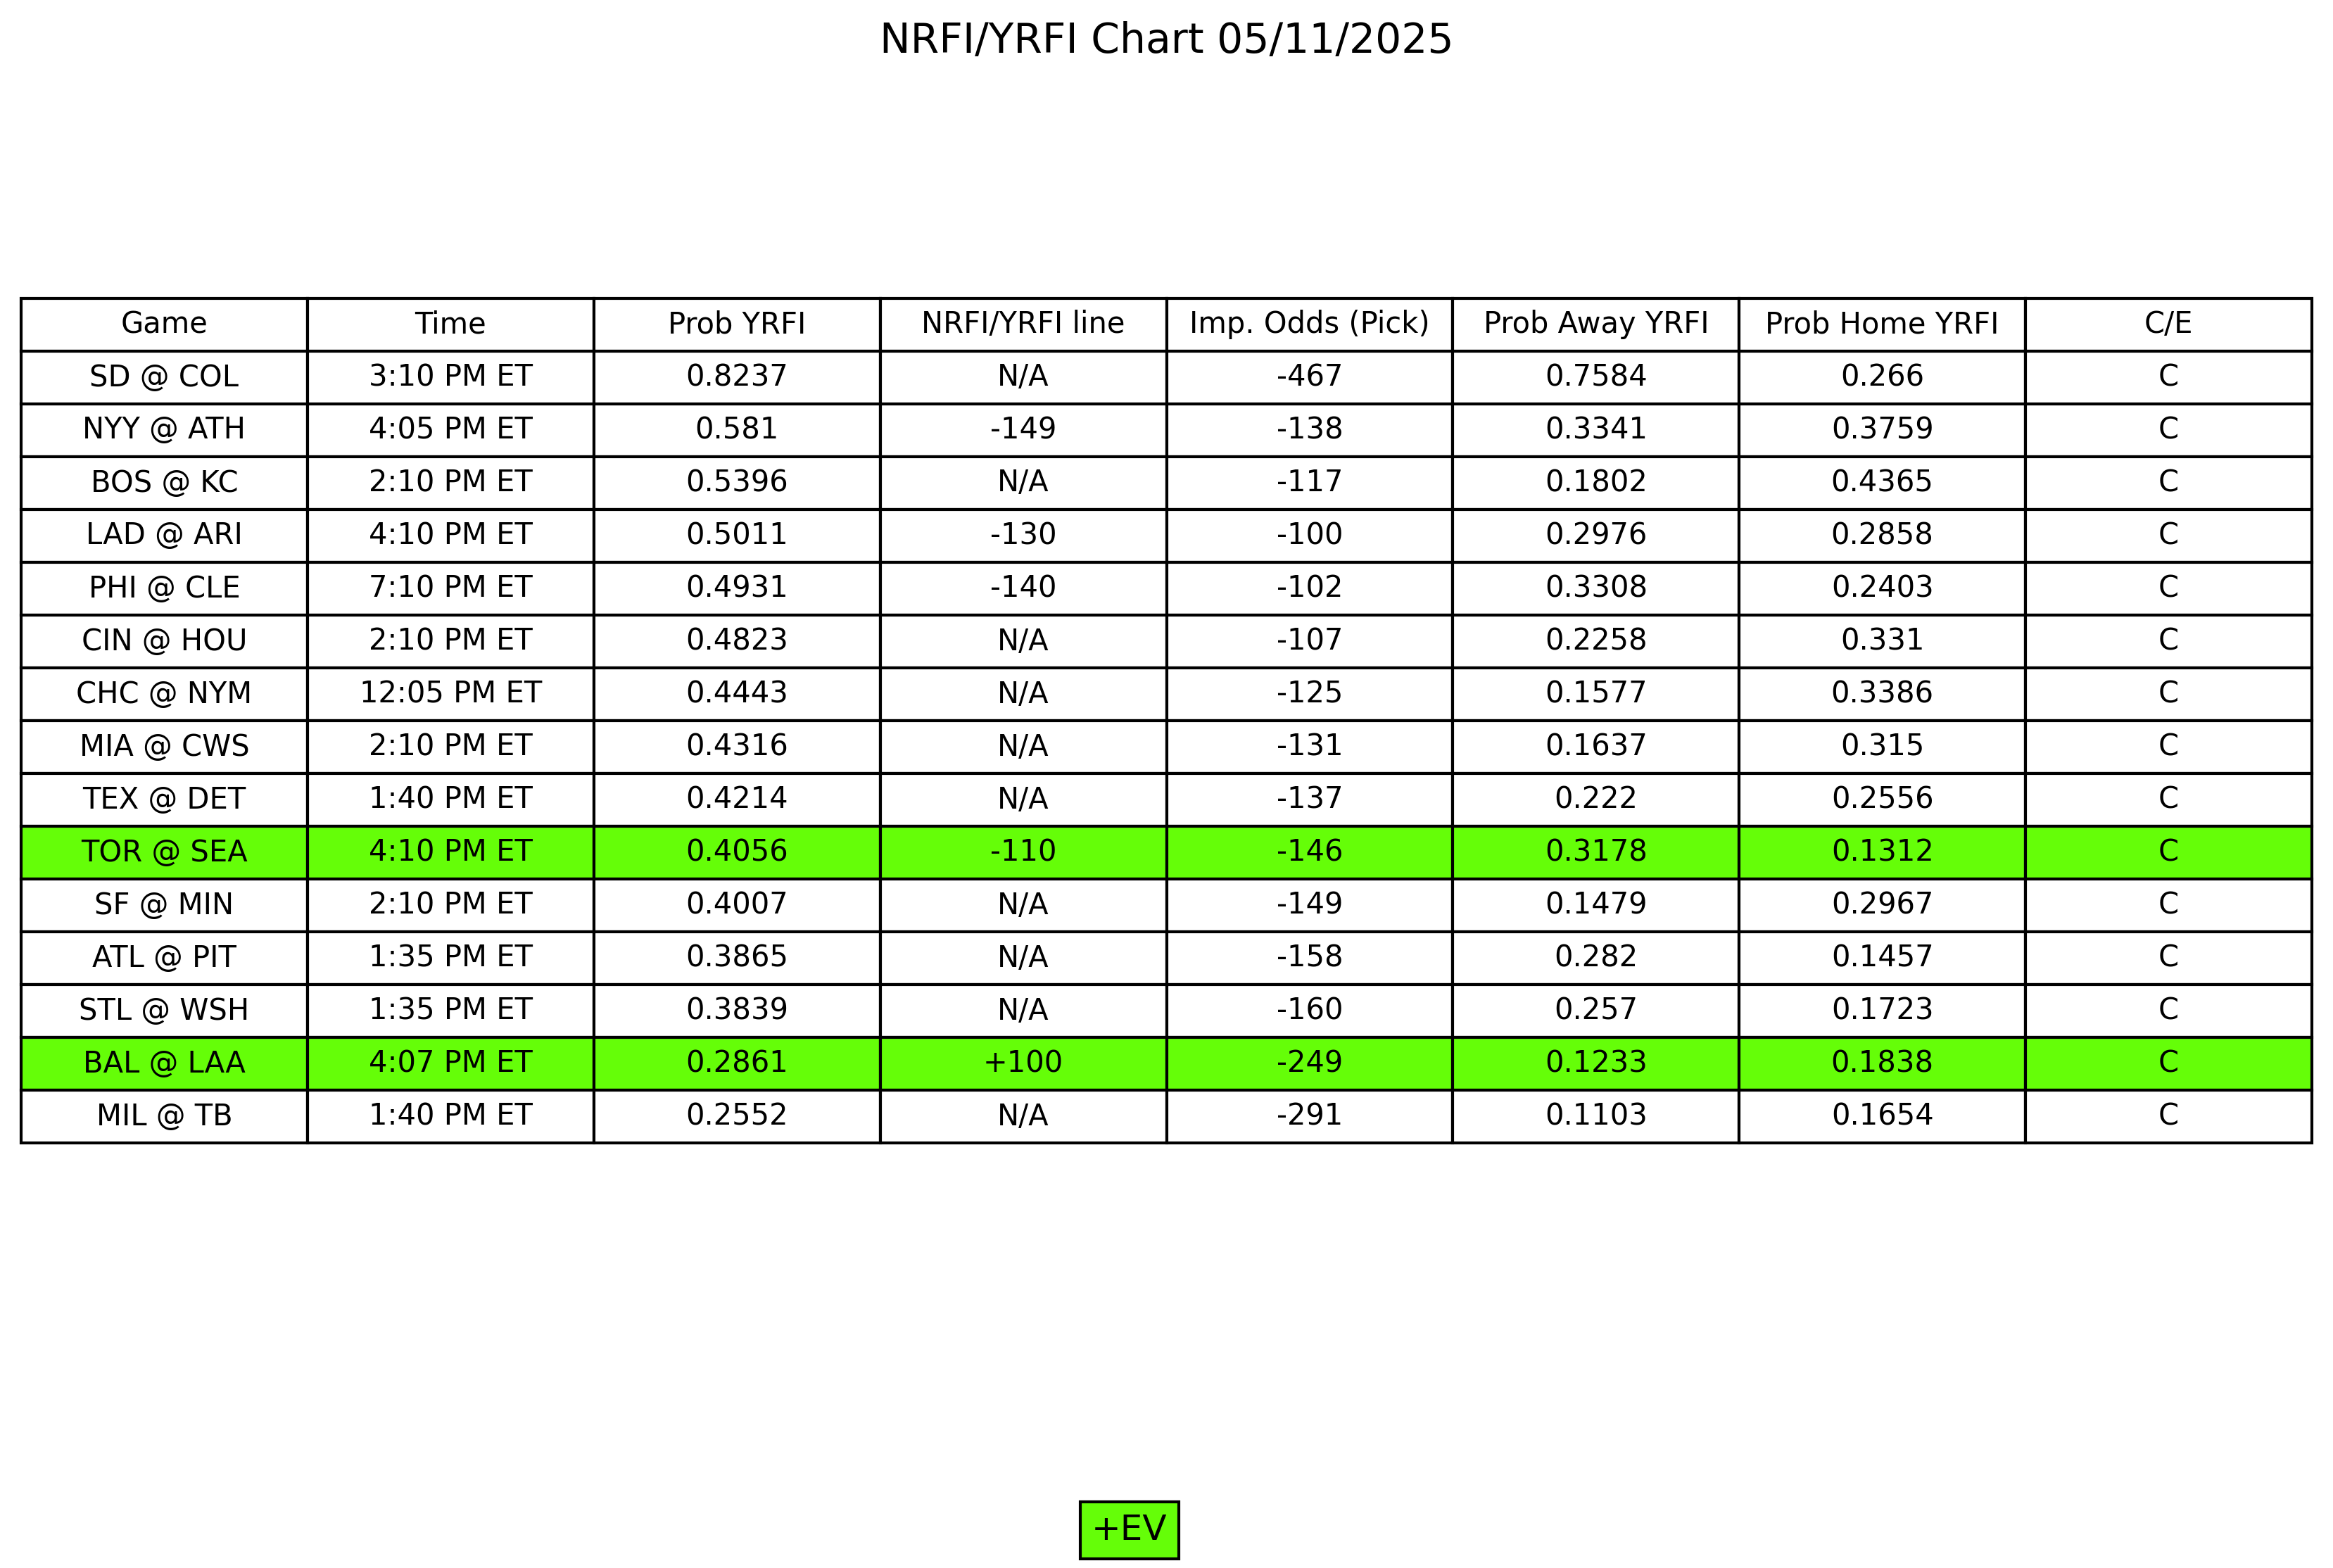 NRFI/YRFI Chart 05/11/2025
Game Time Prob YRFI NRFI/YRFI line Imp. Odds (Pick) Prob Away YRFI Prob Home YRFI C/E
SD @ COL 3:10 PM ET 0.8237 N/A -467 0.7584 0.266 C
NYY @ ATH 4:05 PM ET 0.581 -149 -138 0.3341 0.3759 C
BOS @ KC 2:10 PM ET 0.5396 N/A -117 0.1802 0.4365 C
LAD @ ARI 4:10 PM ET 0.5011 -130 -100 0.2976 0.2858 C
PHI @ CLE 7:10 PM ET 0.4931 -140 -102 0.3308 0.2403 C
CIN @ HOU 2:10 PM ET 0.4823 N/A -107 0.2258 0.331 C
CHC @ NYM 12:05 PM ET 0.4443 N/A -125 0.1577 0.3386 C
MIA @ CWS 2:10 PM ET 0.4316 N/A -131 0.1637 0.315 C
TEX @ DET 1:40 PM ET 0.4214 N/A -137 0.222 0.2556 C
TOR @ SEA 4:10 PM ET 0.4056 -110 -146 0.3178 0.1312 C
SF @ MIN 2:10 PM ET 0.4007 N/A -149 0.1479 0.2967 C
ATL @ PIT 1:35 PM ET 0.3865 N/A -158 0.282 0.1457 C
STL @ WSH 1:35 PM ET 0.3839 N/A -160 0.257 0.1723 C
BAL @ LAA 4:07 PM ET 0.2861 +100 -249 0.1233 0.1838 C
MIL @ TB 1:40 PM ET 0.2552 N/A -291 0.1103 0.1654 C
+EV